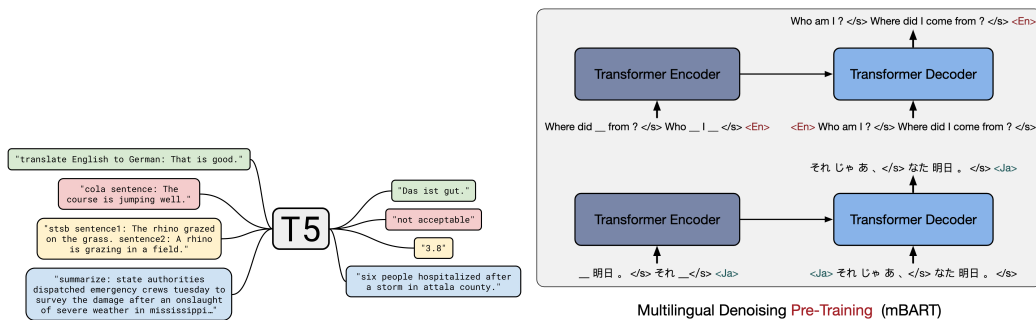 "translate English to German: That is good."
"cola sentence: The
course is jumping well."
"stsb sentence1: The rhino grazed
on the grass. sentence2: A rhino
is grazing in a field."
"summarize: state authorities
dispatched emergency crews tuesday to
survey the damage after an onslaught
of severe weather in mississippi…"
T5
"Das ist gut."
"not acceptable"
"3.8"
"six people hospitalized after
a storm in attala county."
Who am I ? </s> Where did I come from ? </s> <En>
Transformer Encoder
Transformer Decoder
Where did __ from ? </s> Who __ I __ </s> <En>
<En> Who am I ? </s> Where did I come from ? </s>
それ じゃ あ 、 </s> なた 明日 。 </s> <Ja>
Transformer Encoder
Transformer Decoder
__ 明日 。 </s> それ __</s> <Ja>
<Ja> それ じゃ あ 、 </s> なた 明日 。 </s>
Multilingual Denoising Pre-Training (mBART)